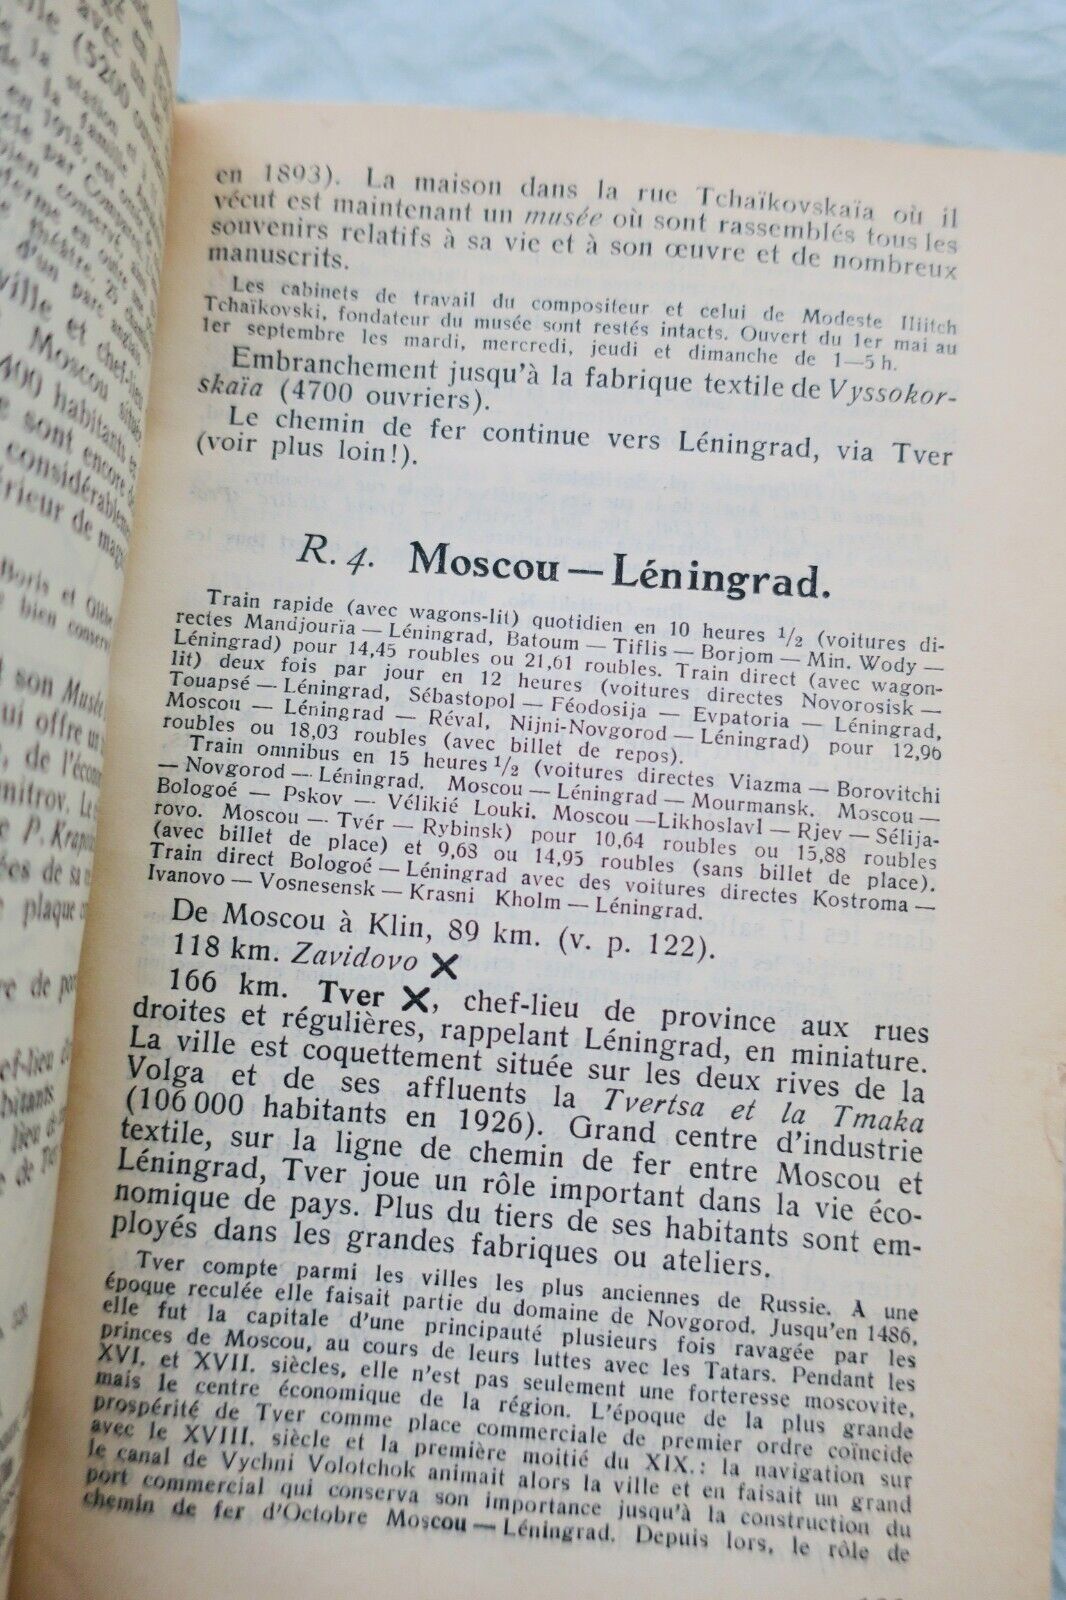 en 1893). La maison dans la rue Tchaïkovskaïa où il
vécut est maintenant un musée où sont rassemblés tous les
souvenirs relatifs à sa vie et à son œuvre et de nombreux
manuscrits.
Les cabinets de travail du compositeur et celui de Modeste Iliitch
Tchaïkovski, fondateur du musée sont restés intacts. Ouvert du 1er mai au
1er septembre les mardi, mercredi, jeudi et dimanche de 1—5 h.
Embranchement jusqu'à la fabrique textile de Vyssokor-
skaïa (4700 ouvriers).
Le chemin de fer continue vers Léningrad, via Tver
(voir plus loin!).
R. 4. Moscou — Léningrad.
Train rapide (avec wagons-lit) quotidien en 10 heures 1/2 (voitures di-
rectes Mandjouria — Léningrad, Batoum — Tiflis — Borjom — Min. Wody —
Léningrad) pour 14,45 roubles ou 21,61 roubles. Train direct (avec wagon-
lit) deux fois par jour en 12 heures (voitures directes Novorosisk —
Touapsé — Léningrad, Sébastopol — Féodosija — Evpatoria — Léningrad,
Moscou — Léningrad — Réval, Nijni-Novgorod — Léningrad) pour 12,96
roubles ou 18,03 roubles (avec billet de repos).
Train omnibus en 15 heures 1/2 (voitures directes Viazma — Borovitchi
— Novgorod — Léningrad. Moscou — Léningrad — Mourmansk. Moscou —
Bologoé — Pskov — Vélikié Louki. Moscou — Likhoslavl — Rjev — Sélija-
rovo. Moscou — Tvér — Rybinsk) pour 10,64 roubles ou 15,88 roubles
(avec billet de place) et 9,63 ou 14,95 roubles (sans billet de place).
Train direct Bologoé — Léningrad avec des voitures directes Kostroma —
Ivanovo — Vosnesensk — Krasni Kholm — Léningrad.
De Moscou à Klin, 89 km. (v. p. 122).
118 km. Zavidovo X
166 km. Tver X, chef-lieu de province aux rues
droites et régulières, rappelant Léningrad, en miniature.
La ville est coquettement située sur les deux rives de la
Volga et de ses affluents la Tvertsa et la Tmaka
(106 000 habitants en 1926). Grand centre d'industrie
textile, sur la ligne de chemin de fer entre Moscou et
Léningrad, Tver joue un rôle important dans la vie éco-
nomique de pays. Plus du tiers de ses habitants sont em-
ployés dans les grandes fabriques ou ateliers.
Tver compte parmi les villes les plus anciennes de Russie. A une
époque reculée elle faisait partie du domaine de Novgorod. Jusqu'en 1486,
elle fut la capitale d'une principauté plusieurs fois ravagée par les
princes de Moscou, au cours de leurs luttes avec les Tatars. Pendant les
XVI. et XVII. siècles, elle n'est pas seulement une forteresse moscovite,
mais le centre économique de la région. L'époque de la plus grande
prospérité de Tver comme place commerciale de premier ordre coïncide
avec le XVIII. siècle et la première moitié du XIX.: la navigation sur
le canal de Vychni Volotchok animait alors la ville et en faisait un grand
port commercial qui conserva son importance jusqu'à la construction du
chemin de fer d'Octobre Moscou — Léningrad. Depuis lors, le rôle de